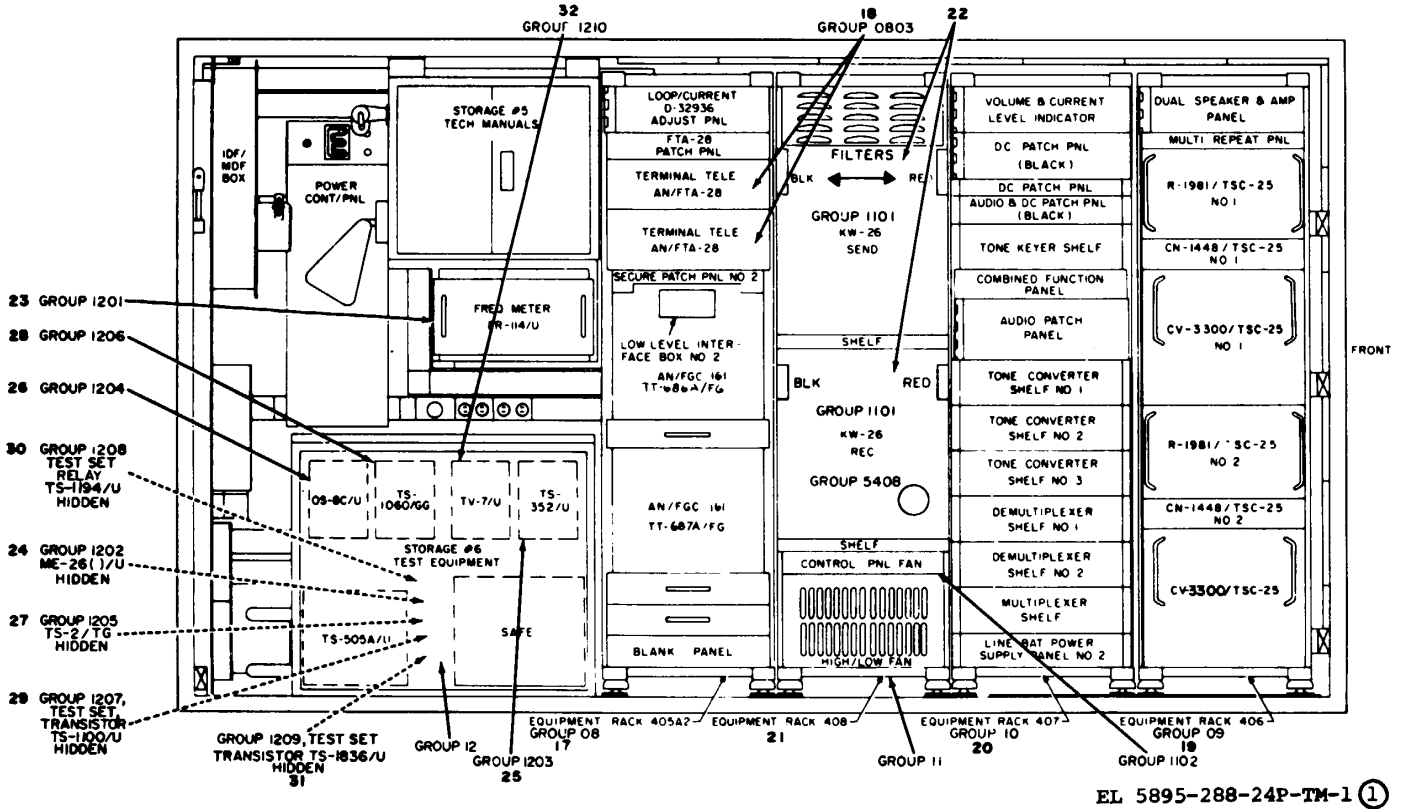 32
GROUP 1210
18
GROUP 0803
22
STORAGE #5
TECH MANUALS
IDF/
MDF
BOX
POWER
CONT/PNL
FREQ METER
LOOP/CURRENT
D-32936
ADJUST PNL
FTA-28
PATCH PNL
TERMINAL TELE
AN/FTA-28
TERMINAL TELE
AN/FTA-28
SECURE PATCH PNL NO 2
LOW LEVEL INTER-
FACE BOX NO 2
AN/FGC 161
TT-686A/FG
AN/FGC 161
TT-687A/FG
BLANK PANEL
FILTERS
BLK
RED
GROUP 1101
KW-26
SEND
SHELF
BLK
RED
GROUP 1101
KW-26
REC
GROUP 5408
SHELF
CONTROL PNL FAN
HIGH/LOW FAN
VOLUME & CURRENT
LEVEL INDICATOR
DC PATCH PNL
(BLACK)
DC PATCH PNL
AUDIO & DC PATCH PNL
(BLACK)
TONE KEYER SHELF
COMBINED FUNCTION
PANEL
AUDIO PATCH
PANEL
TONE CONVERTER
SHELF NO 1
TONE CONVERTER
SHELF NO 2
TONE CONVERTER
SHELF NO 3
DEMULTIPLEXER
SHELF NO 1
DEMULTIPLEXER
SHELF NO 2
MULTIPLEXER
SHELF
LINE BAT POWER
SUPPLY PANEL NO 2
DUAL SPEAKER & AMP
PANEL
MULTI REPEAT PNL
R-1981/TSC-25
NO 1
CN-1448/TSC-25
NO 1
CV-3300/TSC-25
NO 1
R-1981/ SC-25
NO 2
CN-1448/TSC-25
NO 2
CV-3300/TSC-25
FRONT
23 GROUP 1201
28 GROUP 1206
26 GROUP 1204
30 GROUP 1208
TEST SET
RELAY
TS-1194/U
HIDDEN
24 GROUP 1202
ME-26( )/U
HIDDEN
27 GROUP 1205
TS-2/TG
HIDDEN
29 GROUP 1207,
TEST SET,
TRANSISTOR
TS-1100/U
HIDDEN
OS-8C/U
TS-
1060/GG
TV-7/U
TS-
352/U
STORAGE #6
TEST EQUIPMENT
TS-505A/U
SAFE
GROUP 1209, TEST SET
TRANSISTOR TS-1836/U
HIDDEN
31
GROUP 12
GROUP 1203
25
EQUIPMENT RACK 405A2
GROUP 08
17
EQUIPMENT RACK 408
21
GROUP 11
EQUIPMENT RACK 407
GROUP 10
20
EQUIPMENT RACK 406
GROUP 09
19
GROUP 1102
EL 5895-288-24P-TM-1 ①